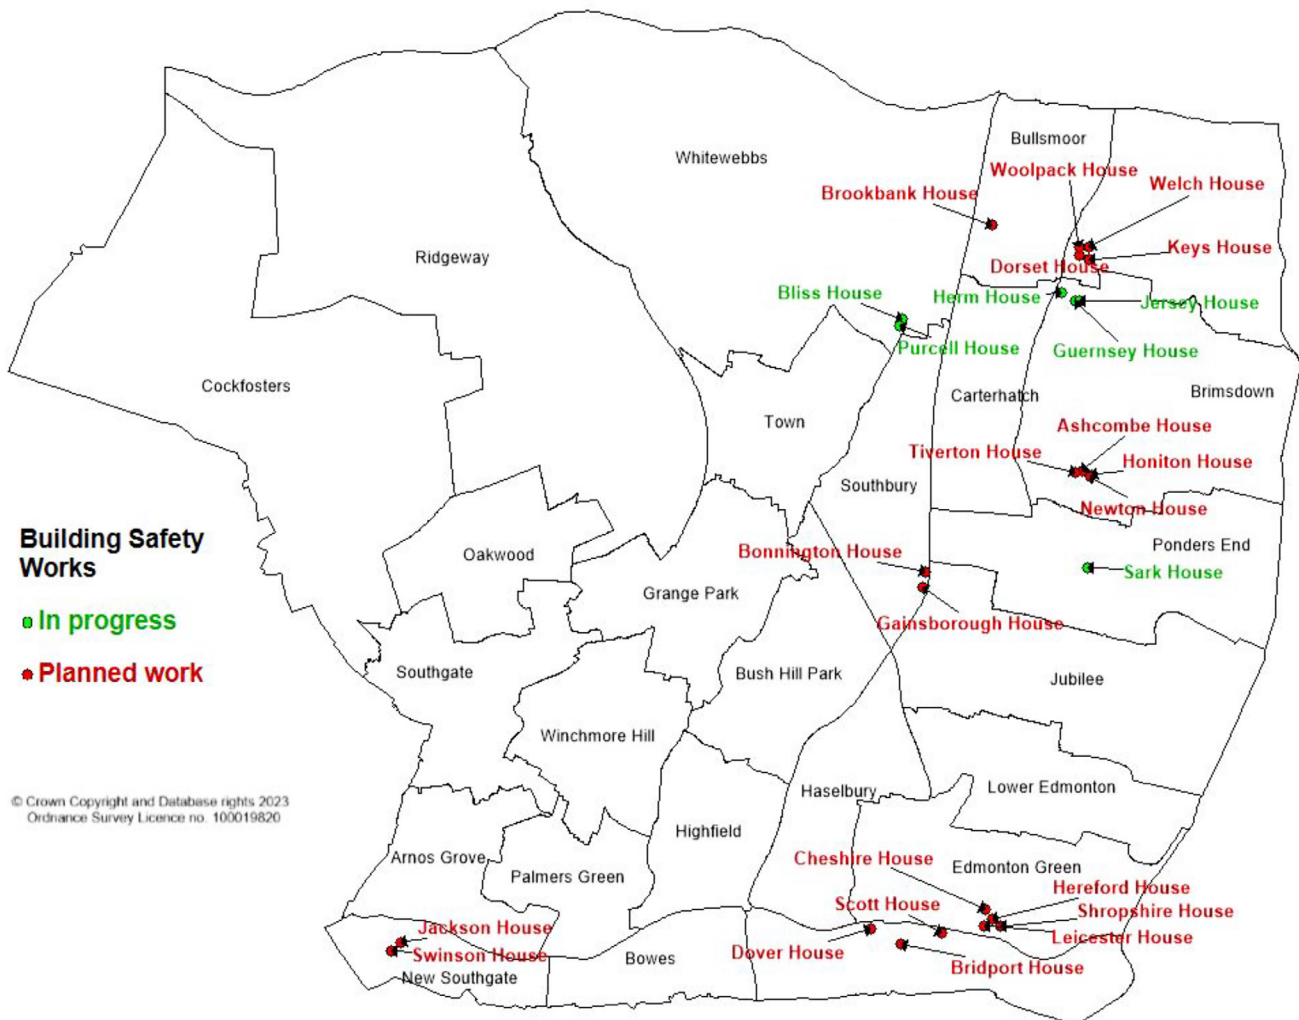 Bullsmoor
Whitewebbs
Woolpack House
Welch House
Brookbank House
Ridgeway
Keys House
Dorset House
Bliss House
Herm House
Jersey House
Purcell House
Guernsey House
Cockfosters
Carterhatch
Brimsdown
Town
Ashcombe House
Tiverton House
Honiton House
Southbury
Newton House
Building Safety
Works
Oakwood
Bonnington House
Ponders End
Sark House
Grange Park
In progress
Gainsborough House
Planned work
Southgate
Bush Hill Park
Jubilee
Winchmore Hill
© Crown Copyright and Database rights 2023
Ordnance Survey Licence no. 100019820
Haselbury
Lower Edmonton
Highfield
Arnos Grove
Palmers Green
Cheshire House
Edmonton Green
Hereford House
Scott House
Shropshire House
Jackson House
Leicester House
Swinson House
Dover House
Bowes
Bridport House
New Southgate